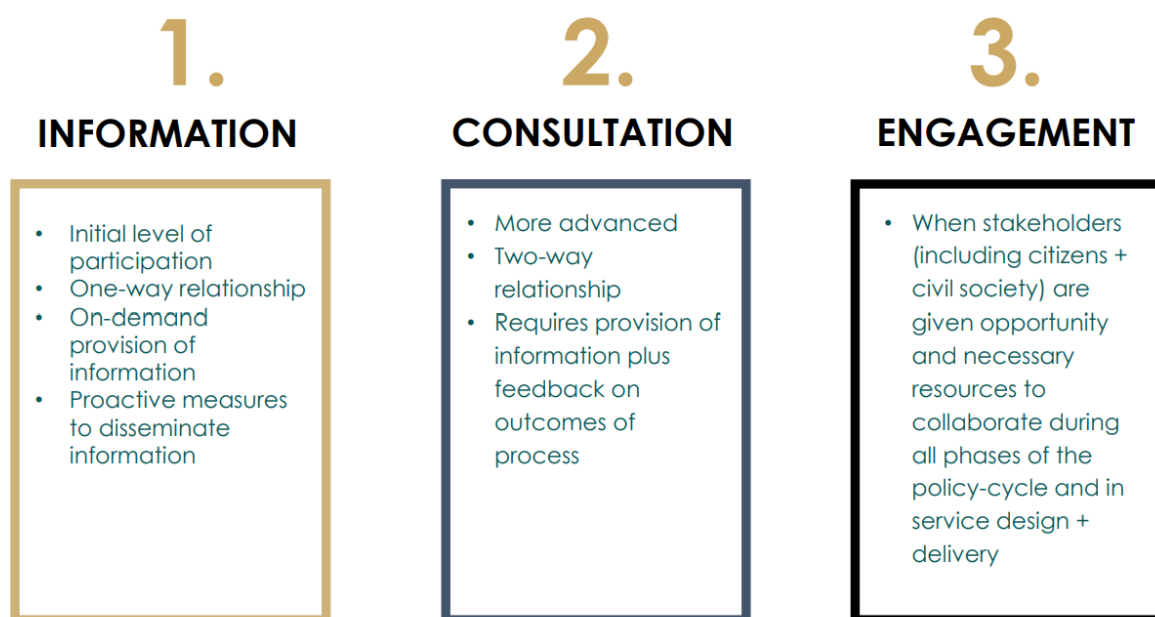 1.
INFORMATION
• Initial level of
participation
• One-way relationship
• On-demand
provision of
information
• Proactive measures
to disseminate
information
2.
CONSULTATION
• More advanced
• Two-way
relationship
• Requires provision of
information plus
feedback on
outcomes of
process
3.
ENGAGEMENT
• When stakeholders
(including citizens +
civil society) are
given opportunity
and necessary
resources to
collaborate during
all phases of the
policy-cycle and in
service design +
delivery